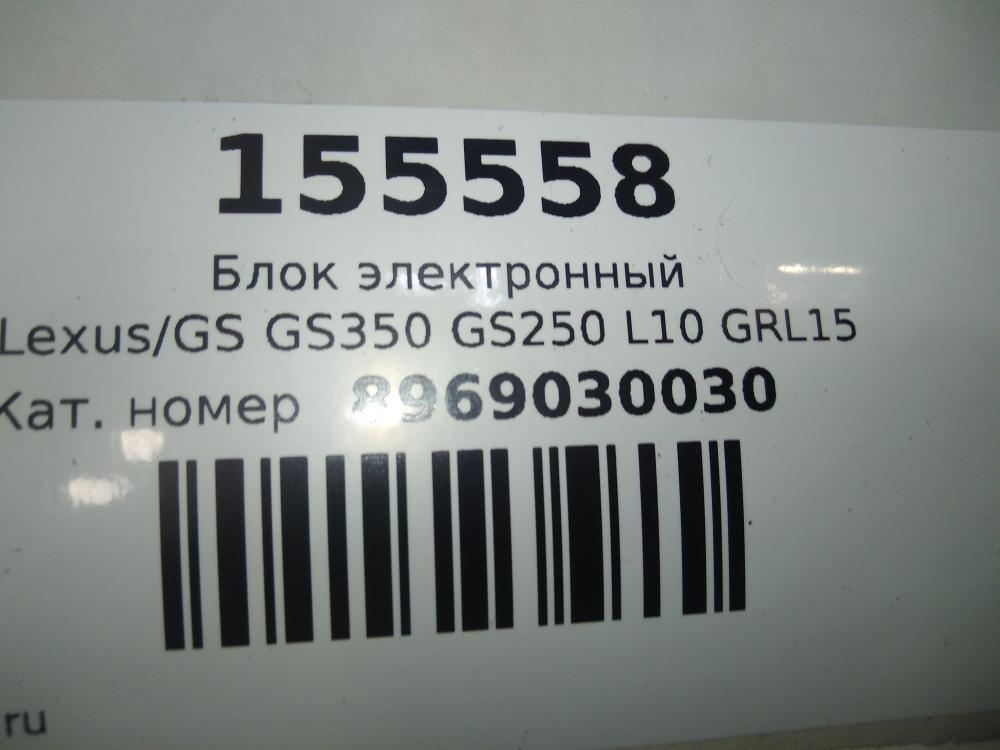 155558
Блок электронный
Lexus/GS GS350 GS250 L10 GRL15
Кат. номер 8969030030
ru